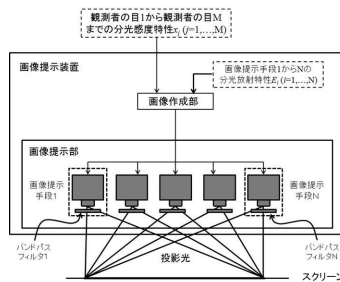 観測者の目1から観測者の目M
までの分光感度特性xj (j=1,…,M)
画像提示装置
画像提示手段1からNの
分光放射特性Ei (i=1,…,N)
画像作成部
画像提示部
画像提示
手段1
画像提示
手段N
バンドパス
フィルタ1
投影光
バンドパス
フィルタN
スクリーン